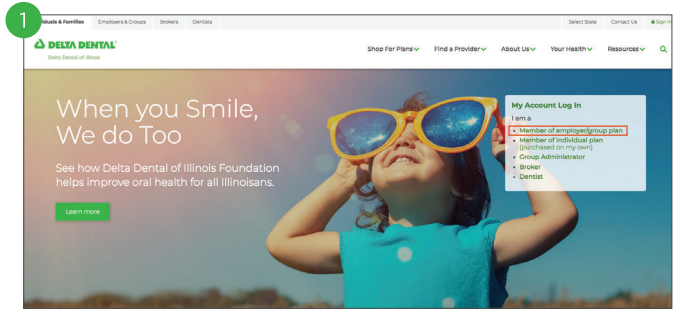 1
Individuals & Families Employers & Groups Brokers Dentists Select State Contact Us Sign In
DELTA DENTAL
Delta Dental of Illinois
Shop For Plans Find a Provider About Us Your Health Resources
When you Smile,
We do Too
See how Delta Dental of Illinois Foundation
helps improve oral health for all Illinoisans.
Learn more
My Account Log In
I am a
• Member of employer/group plan
• Member of individual plan
(purchased on my own)
• Group Administrator
• Broker
• Dentist